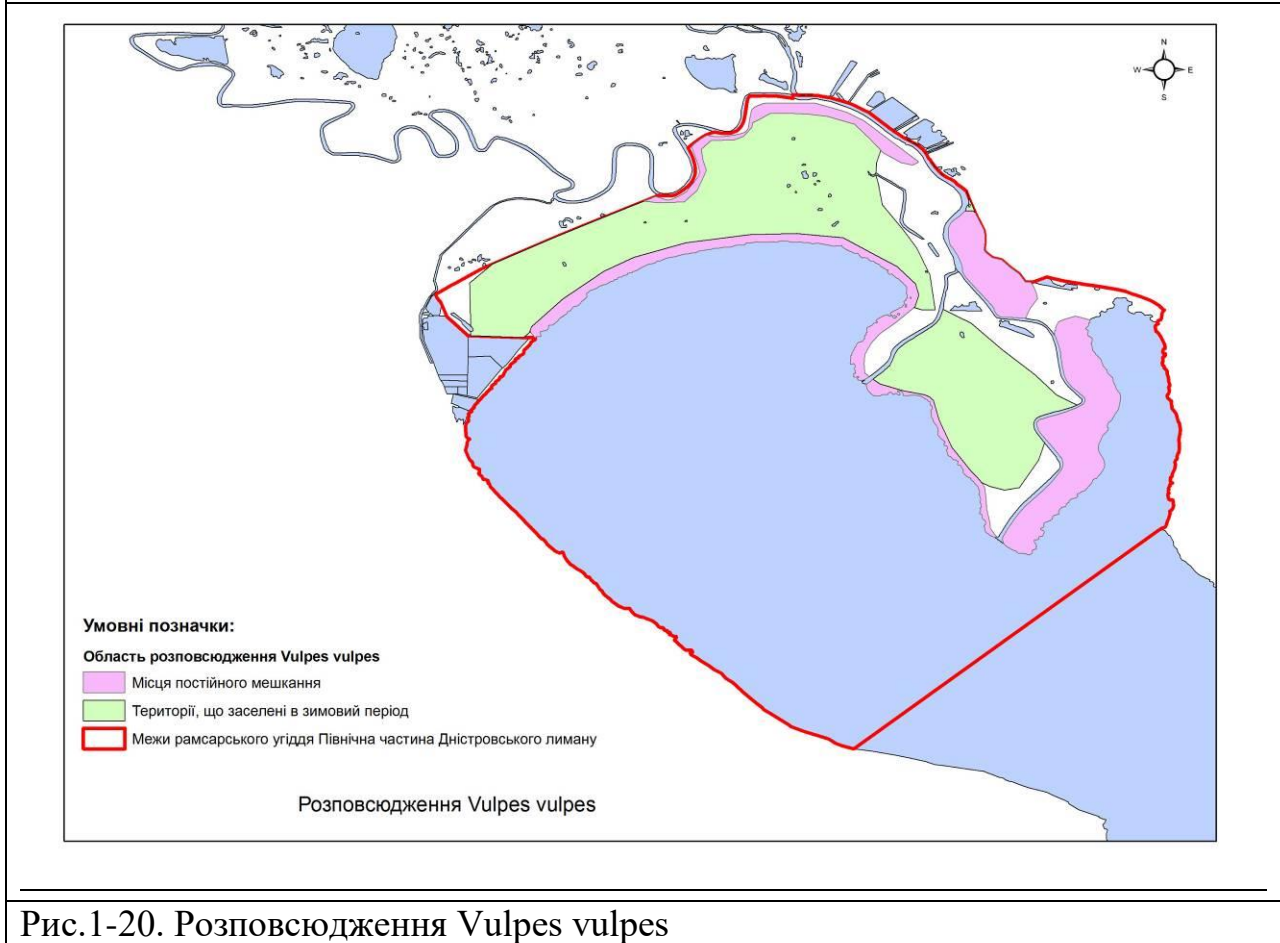 N
W E
S
Умовні позначки:
Область розповсюдження Vulpes vulpes
Місця постійного мешкання
Території, що заселені в зимовий період
Межи рамсарського угіддя Північна частина Дністровського лиману
Розповсюдження Vulpes vulpes
Рис.1-20. Розповсюдження Vulpes vulpes